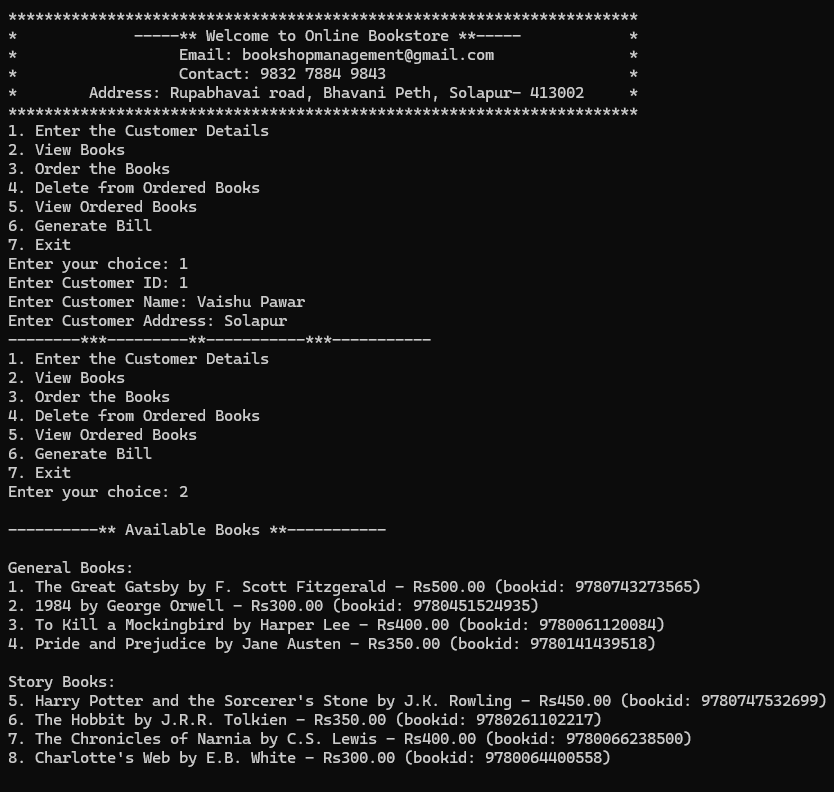 **********************************************************************
*             -----** Welcome to Online Bookstore **-----            *
*                  Email: bookshopmanagement@gmail.com               *
*                  Contact: 9832 7884 9843                           *
*        Address: Rupabhavai road, Bhavani Peth, Solapur- 413002     *
**********************************************************************
1. Enter the Customer Details
2. View Books
3. Order the Books
4. Delete from Ordered Books
5. View Ordered Books
6. Generate Bill
7. Exit
Enter your choice: 1
Enter Customer ID: 1
Enter Customer Name: Vaishu Pawar
Enter Customer Address: Solapur
--------***---------**-----------***-----------
1. Enter the Customer Details
2. View Books
3. Order the Books
4. Delete from Ordered Books
5. View Ordered Books
6. Generate Bill
7. Exit
Enter your choice: 2
----------** Available Books **-----------
General Books:
1. The Great Gatsby by F. Scott Fitzgerald - Rs500.00 (bookid: 9780743273565)
2. 1984 by George Orwell - Rs300.00 (bookid: 9780451524935)
3. To Kill a Mockingbird by Harper Lee - Rs400.00 (bookid: 9780061120084)
4. Pride and Prejudice by Jane Austen - Rs350.00 (bookid: 9780141439518)
Story Books:
5. Harry Potter and the Sorcerer's Stone by J.K. Rowling - Rs450.00 (bookid: 9780747532699)
6. The Hobbit by J.R.R. Tolkien - Rs350.00 (bookid: 9780261102217)
7. The Chronicles of Narnia by C.S. Lewis - Rs400.00 (bookid: 9780066238500)
8. Charlotte's Web by E.B. White - Rs300.00 (bookid: 9780064400558)